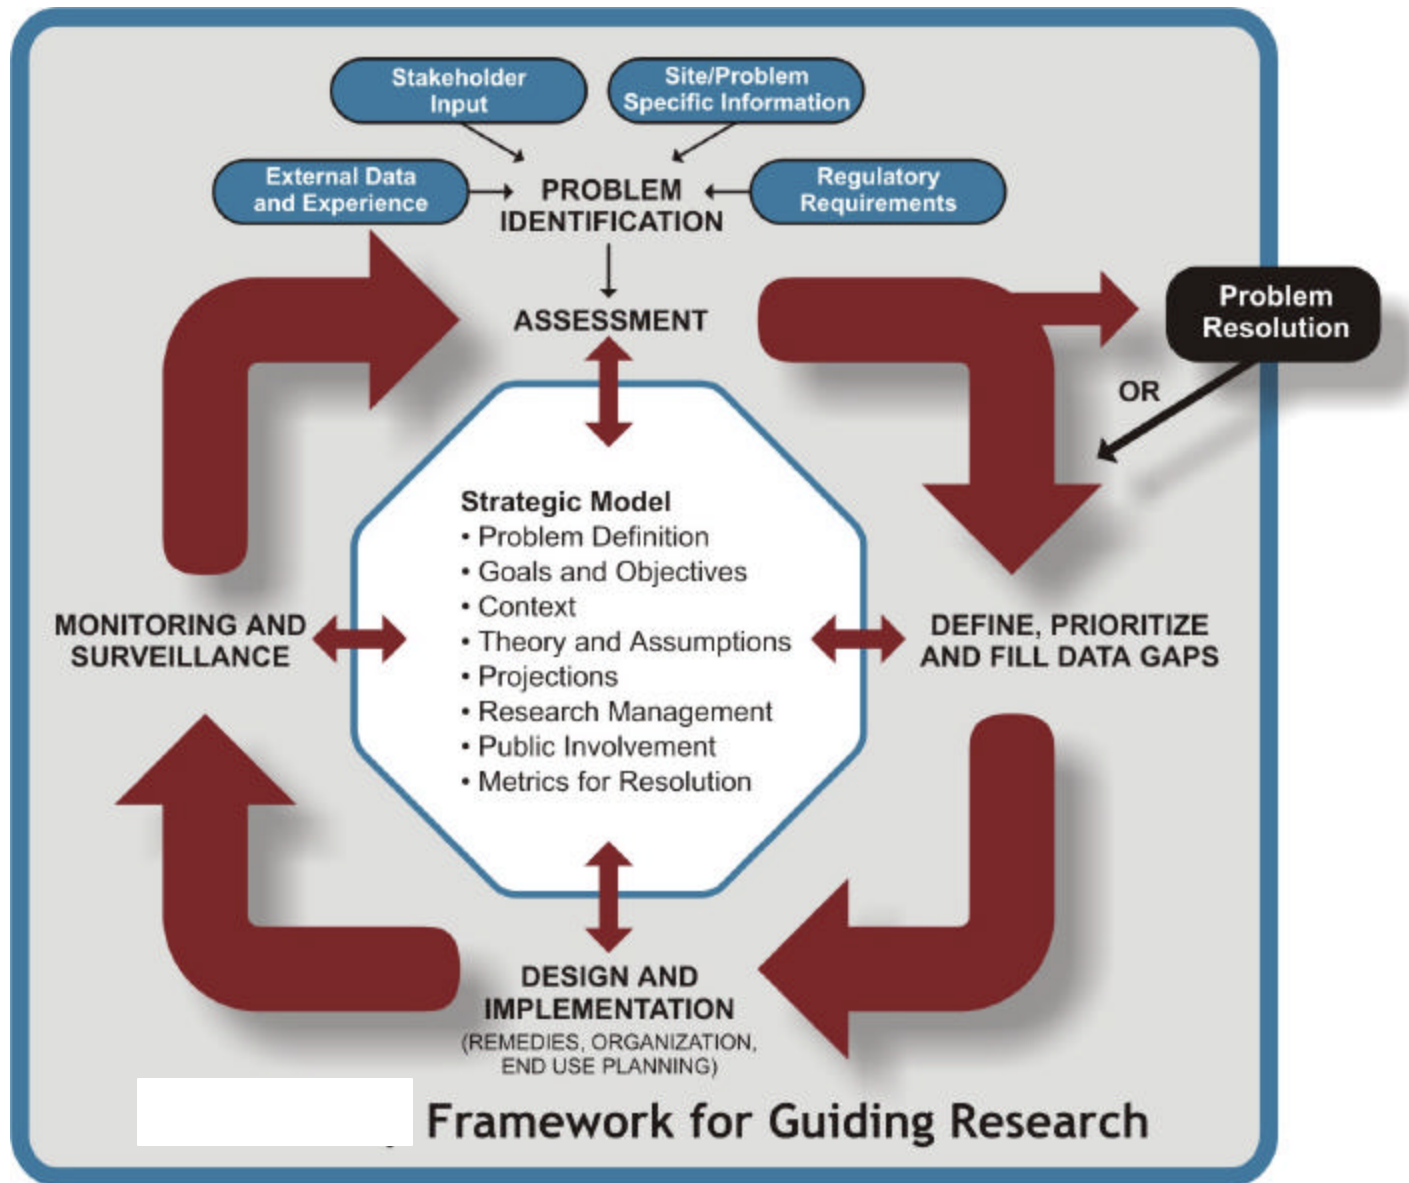 Stakeholder
Input
Site/Problem
Specific Information
External Data
and Experience
PROBLEM
IDENTIFICATION
Regulatory
Requirements
ASSESSMENT
Problem
Resolution
OR
Strategic Model
• Problem Definition
• Goals and Objectives
• Context
• Theory and Assumptions
• Projections
• Research Management
• Public Involvement
• Metrics for Resolution
MONITORING AND
SURVEILLANCE
DEFINE, PRIORITIZE
AND FILL DATA GAPS
DESIGN AND
IMPLEMENTATION
(REMEDIES, ORGANIZATION,
END USE PLANNING)
Framework for Guiding Research